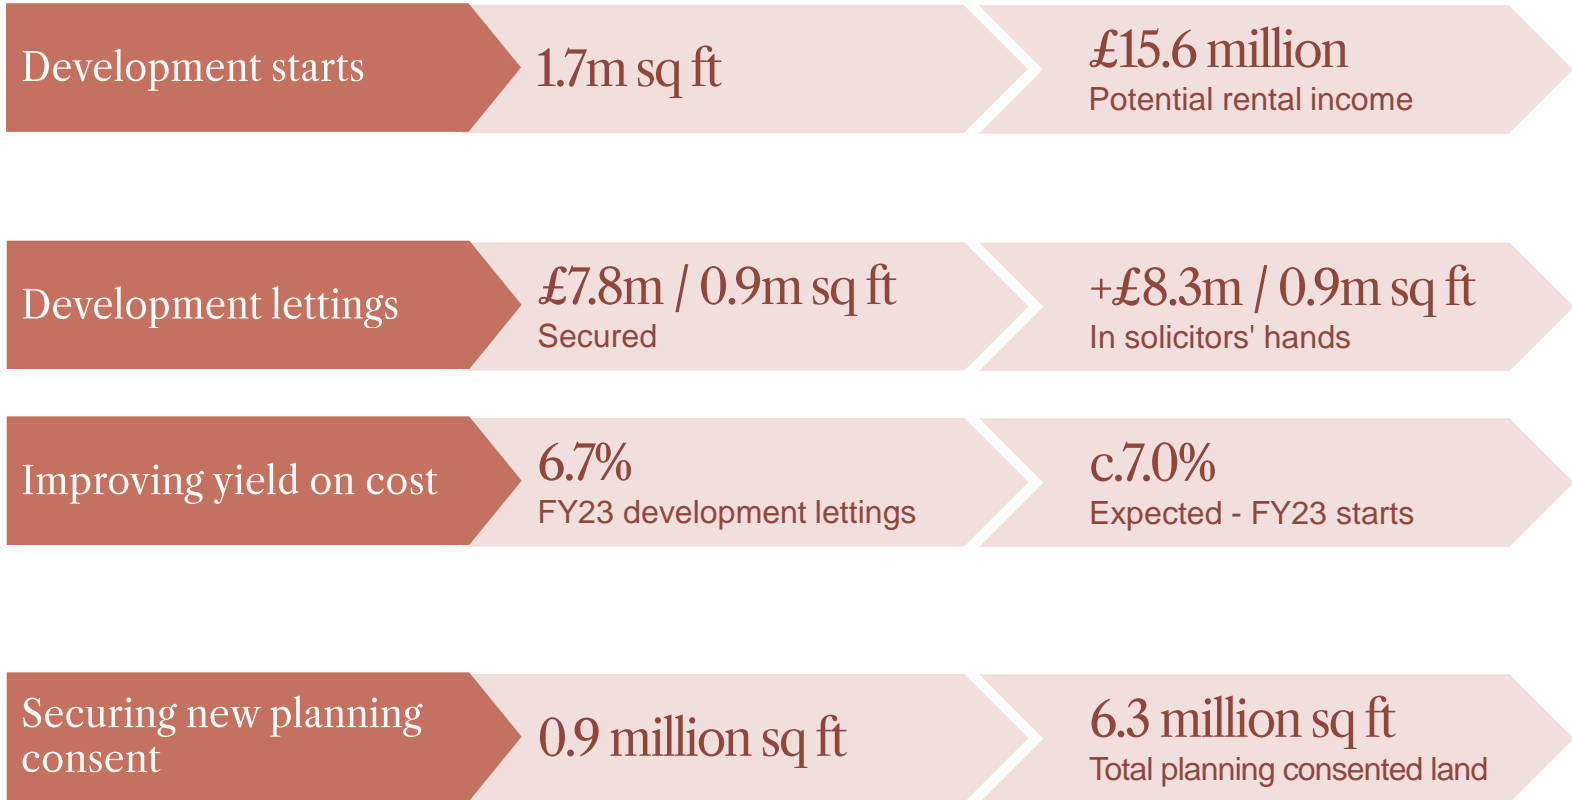 Development starts
1.7m sq ft
£15.6 million
Potential rental income
Development lettings
£7.8m / 0.9m sq ft
Secured
+£8.3m / 0.9m sq ft
In solicitors' hands
Improving yield on cost
6.7%
FY23 development lettings
c.7.0%
Expected - FY23 starts
Securing new planning
consent
0.9 million sq ft
6.3 million sq ft
Total planning consented land